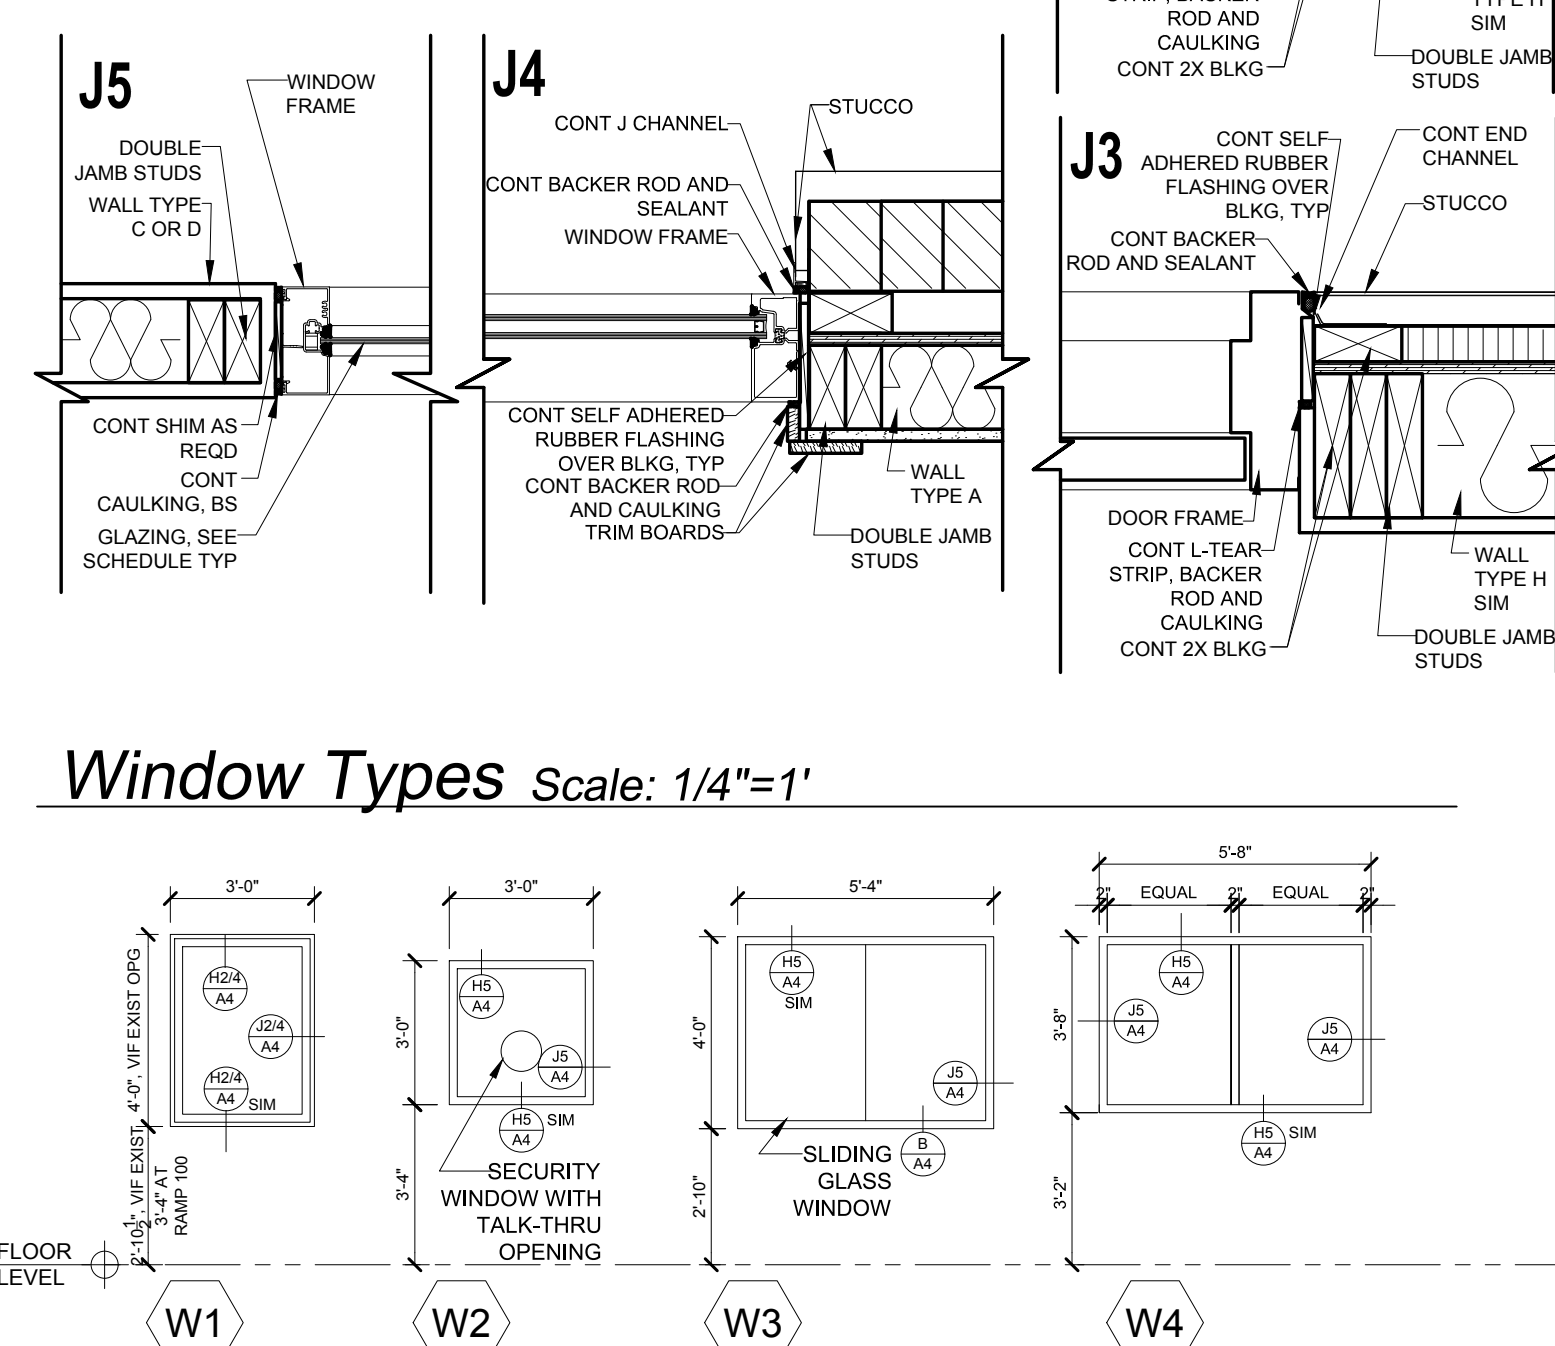 J5
WINDOW
FRAME
DOUBLE
JAMB STUDS
WALL TYPE
C OR D
CONT SHIM AS
REQD
CONT
CAULKING, BS
GLAZING, SEE
SCHEDULE TYP
J4
STUCCO
CONT J CHANNEL
CONT BACKER ROD AND
SEALANT
WINDOW FRAME
CONT SELF ADHERED
RUBBER FLASHING
OVER BLKG, TYP
CONT BACKER ROD
AND CAULKING
TRIM BOARDS
WALL
TYPE A
DOUBLE JAMB
STUDS
ROD AND
CAULKING
CONT 2X BLKG
SIM
DOUBLE JAMB
STUDS
J3
CONT SELF
ADHERED RUBBER
FLASHING OVER
BLKG, TYP
CONT END
CHANNEL
STUCCO
CONT BACKER
ROD AND SEALANT
DOOR FRAME
CONT L-TEAR
STRIP, BACKER
ROD AND
CAULKING
CONT 2X BLKG
WALL
TYPE H
SIM
DOUBLE JAMB
STUDS
Window Types Scale: 1/4"=1'
3'-0"
4'-0", VIF EXIST OPG
H2/4
A4
J2/4
A4
H2/4
A4
SIM
2'-10 1/2", VIF EXIST,
3'-4" AT
RAMP 100
FLOOR
LEVEL
W1
3'-0"
3'-0"
H5
A4
J5
A4
H5
A4
SIM
3'-4"
SECURITY
WINDOW WITH
TALK-THRU
OPENING
W2
5'-4"
4'-0"
H5
A4
SIM
J5
A4
B
A4
2'-10"
SLIDING
GLASS
WINDOW
W3
5'-8"
2" EQUAL 2" EQUAL 2"
3'-8"
H5
A4
J5
A4
J5
A4
H5
A4
SIM
3'-2"
W4